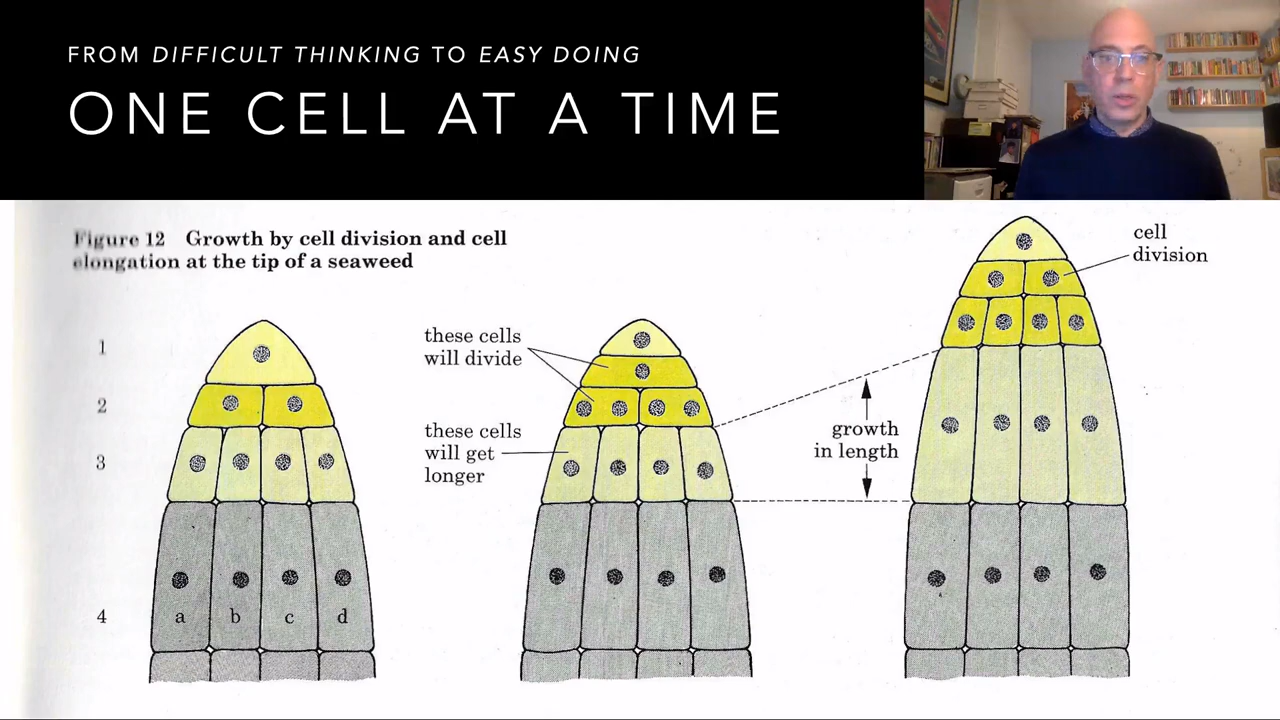 FROM DIFFICULT THINKING TO EASY DOING
ONE CELL AT A TIME
Figure 12 Growth by cell division and cell
elongation at the tip of a seaweed
1
2
3
4
a b c d
these cells
will divide
these cells
will get
longer
growth
in length
cell
division